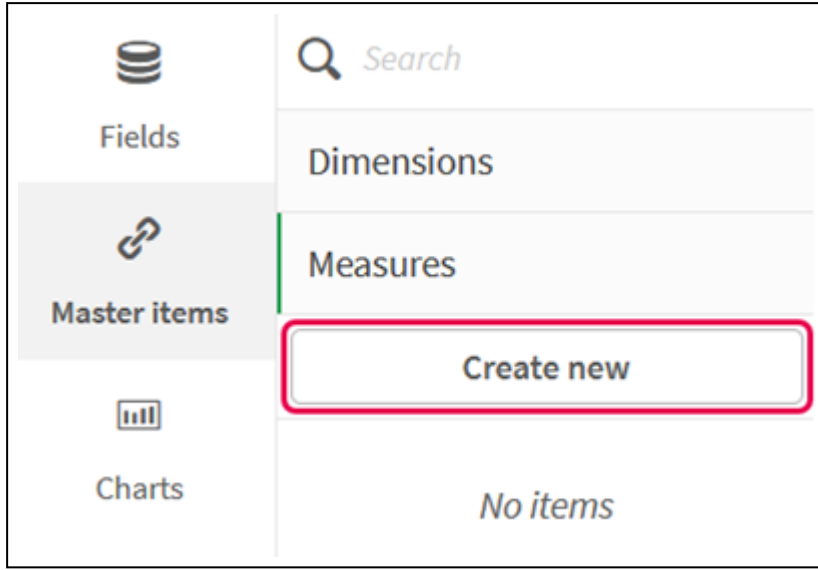 Fields
Master items
Charts
Search
Dimensions
Measures
Create new
No items